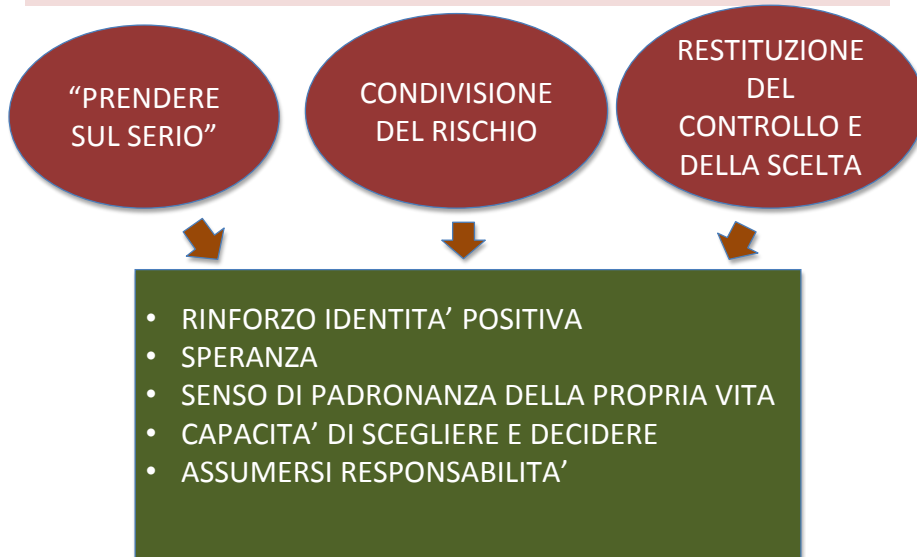 “PRENDERE
SUL SERIO”
CONDIVISIONE
DEL RISCHIO
RESTITUZIONE
DEL
CONTROLLO E
DELLA SCELTA
• RINFORZO IDENTITA’ POSITIVA
• SPERANZA
• SENSO DI PADRONANZA DELLA PROPRIA VITA
• CAPACITA’ DI SCEGLIERE E DECIDERE
• ASSUMERSI RESPONSABILITA’